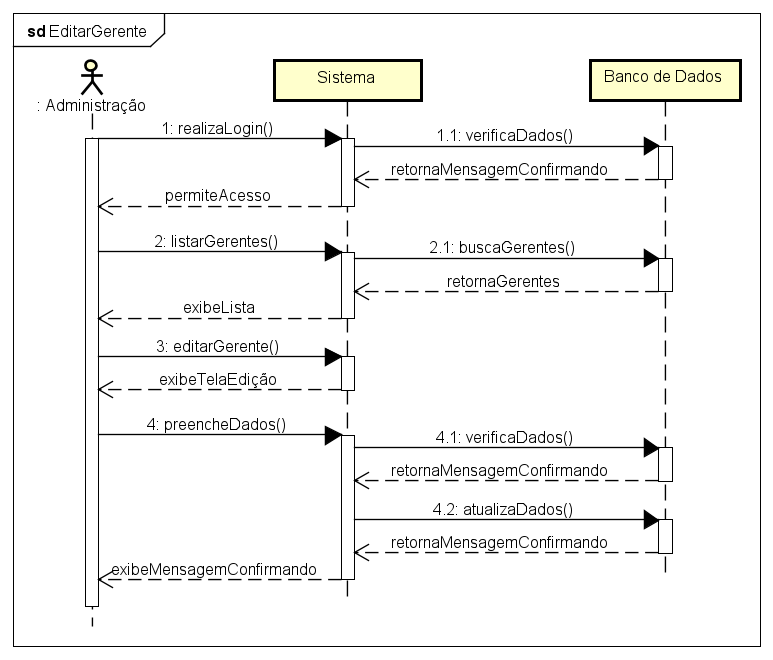 sd EditarGerente
: Administração
Sistema
Banco de Dados
1: realizaLogin()
1.1: verificaDados()
retornaMensagemConfirmando
permiteAcesso
2: listarGerentes()
2.1: buscaGerentes()
retornaGerentes
exibeLista
3: editarGerente()
exibeTelaEdição
4: preencheDados()
4.1: verificaDados()
retornaMensagemConfirmando
4.2: atualizaDados()
retornaMensagemConfirmando
exibeMensagemConfirmando